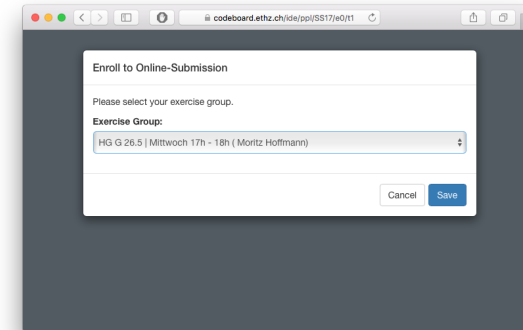 codeboard.ethz.ch/ide/ppl/SS17/e0/t1
Enroll to Online-Submission
Please select your exercise group.
Exercise Group:
HG G 26.5 | Mittwoch 17h - 18h ( Moritz Hoffmann)
Cancel Save